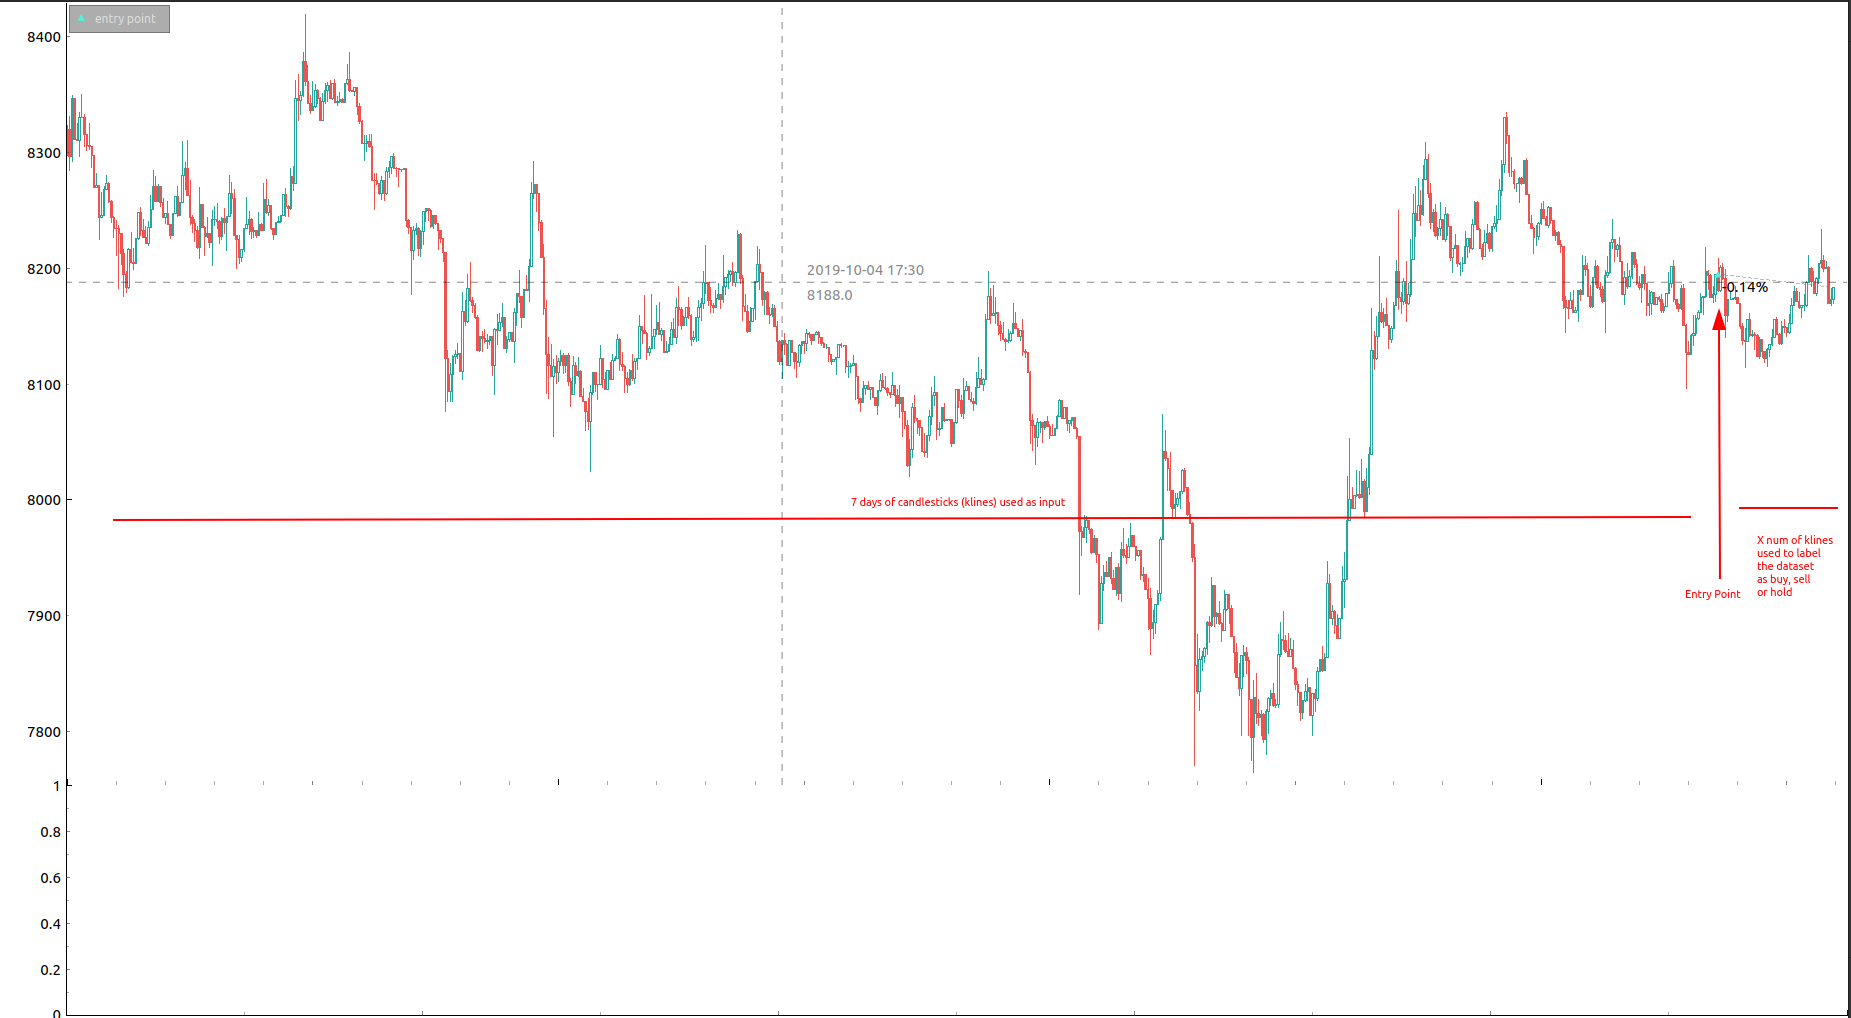 entry point
8400
8300
8200
8100
8000
7900
7800
2019-10-04 17:30
8188.0
-0.14%
7 days of candlesticks (klines) used as input
Entry Point
X num of klines
used to label
the dataset
as buy, sell
or hold
1
0.8
0.6
0.4
0.2
0